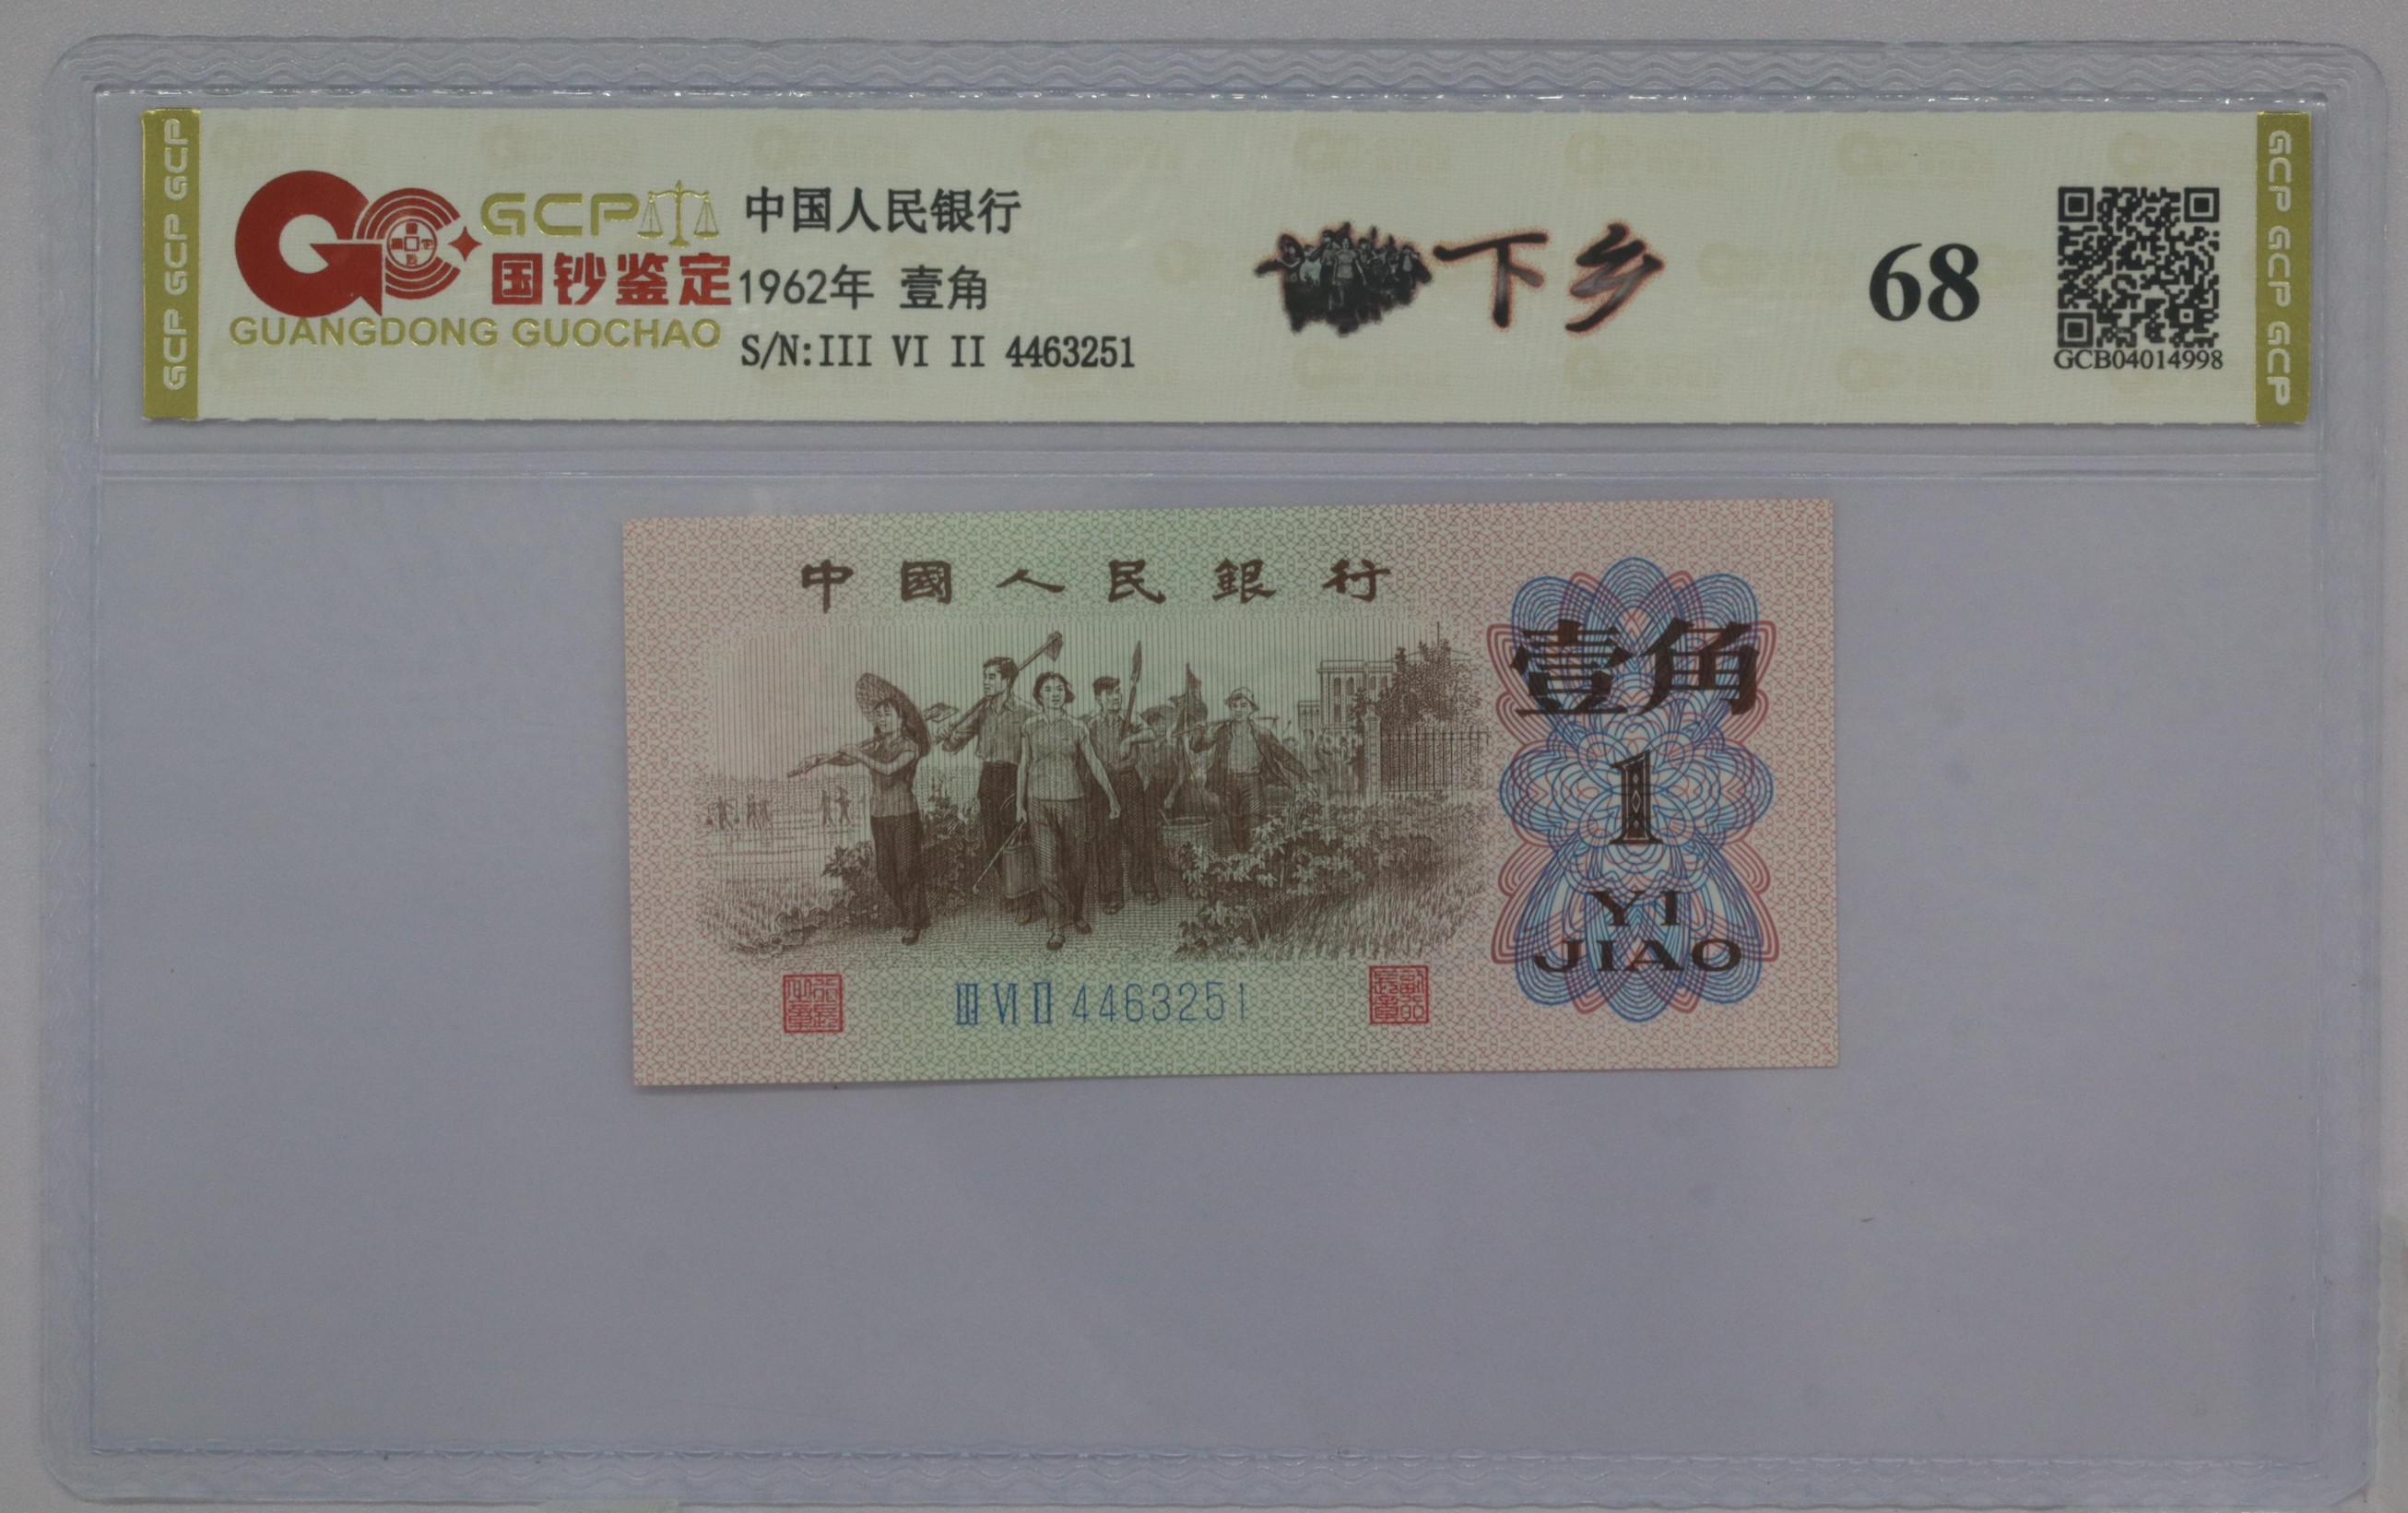 GCP GCP GCP
GCP
国钞鉴定
GUANGDONG GUOCHAO
中国人民银行
1962年 壹角
S/N:III VI II 4463251
下乡
68
GCB04014998
GCP GCP GCP
中國人民銀行
壹角
1
YI
JIAO
III VI II 4463251